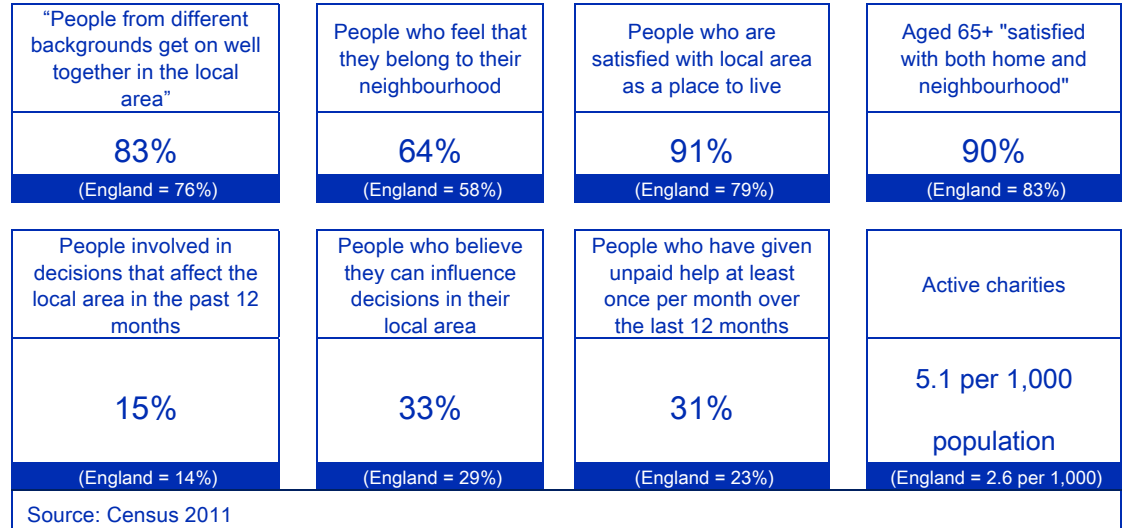 “People from different
backgrounds get on well
together in the local
area”
83%
(England = 76%)
People who feel that
they belong to their
neighbourhood
64%
(England = 58%)
People who are
satisfied with local area
as a place to live
91%
(England = 79%)
Aged 65+ "satisfied
with both home and
neighbourhood"
90%
(England = 83%)
People involved in
decisions that affect the
local area in the past 12
months
15%
(England = 14%)
People who believe
they can influence
decisions in their
local area
33%
(England = 29%)
People who have given
unpaid help at least
once per month over
the last 12 months
31%
(England = 23%)
Active charities
5.1 per 1,000
population
(England = 2.6 per 1,000)
Source: Census 2011